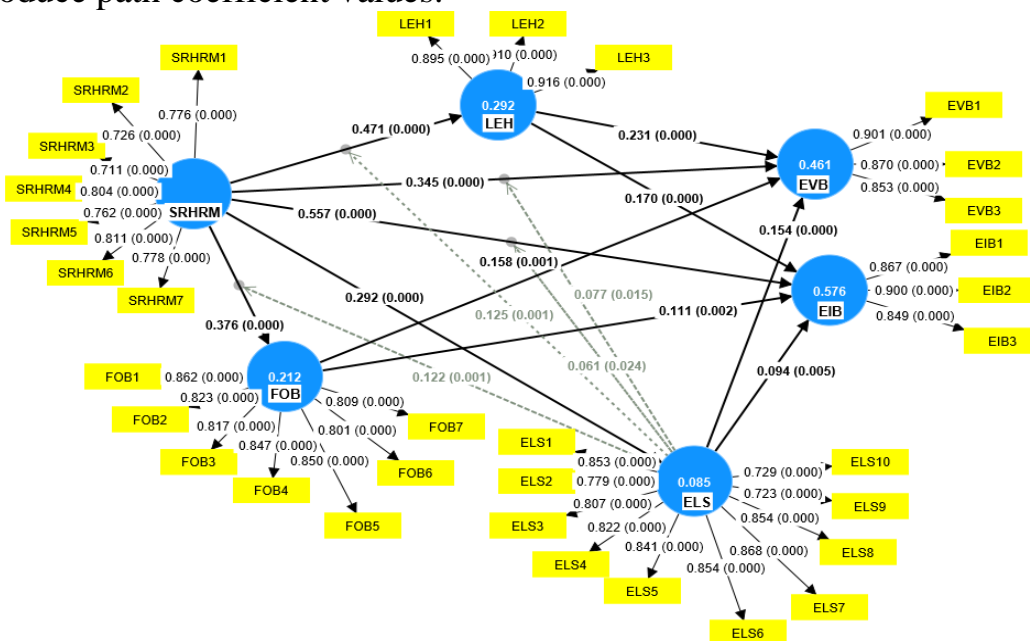 oduce path coefficient values.
LEH1
LEH2
LEH3
0.895 (0.000)
910 (0.000)
0.916 (0.000)
0.292
LEH
SRHRM1
SRHRM2
SRHRM3
SRHRM4
SRHRM5
SRHRM6
SRHRM7
0.776 (0.000)
0.726 (0.000)
0.711 (0.000)
0.804 (0.000)
0.762 (0.000)
0.811 (0.000)
0.778 (0.000)
SRHRM
0.471 (0.000)
0.345 (0.000)
0.557 (0.000)
0.292 (0.000)
0.376 (0.000)
0.231 (0.000)
0.170 (0.000)
0.158 (0.001)
0.154 (0.000)
0.111 (0.002)
0.094 (0.005)
0.077 (0.015)
0.125 (0.001)
0.061 (0.024)
0.122 (0.001)
0.461
EVB
EVB1
EVB2
EVB3
0.901 (0.000)
0.870 (0.000)
0.853 (0.000)
0.576
EIB
EIB1
EIB2
EIB3
0.867 (0.000)
0.900 (0.000)
0.849 (0.000)
0.212
FOB
FOB1
FOB2
FOB3
FOB4
FOB5
FOB6
FOB7
0.862 (0.000)
0.823 (0.000)
0.817 (0.000)
0.847 (0.000)
0.850 (0.000)
0.801 (0.000)
0.809 (0.000)
0.085
ELS
ELS1
ELS2
ELS3
ELS4
ELS5
ELS6
ELS7
ELS8
ELS9
ELS10
0.853 (0.000)
0.779 (0.000)
0.807 (0.000)
0.822 (0.000)
0.841 (0.000)
0.854 (0.000)
0.868 (0.000)
0.854 (0.000)
0.723 (0.000)
0.729 (0.000)